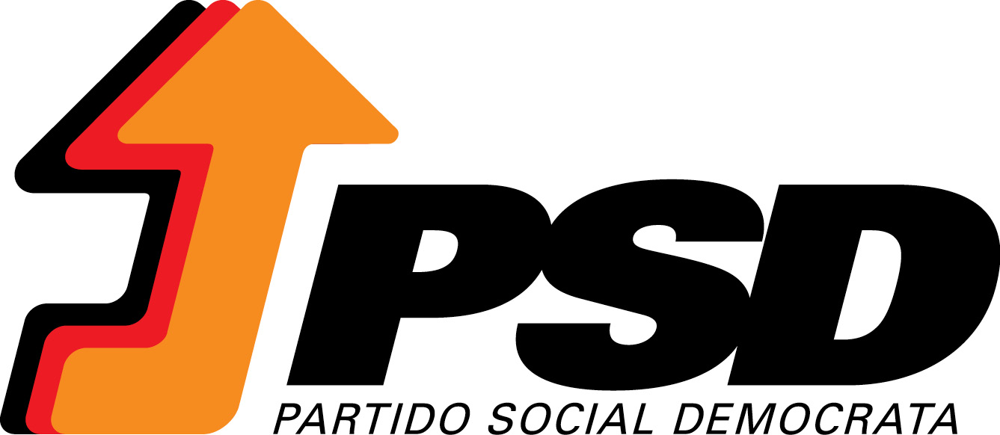 PSD
PARTIDO SOCIAL DEMOCRATA